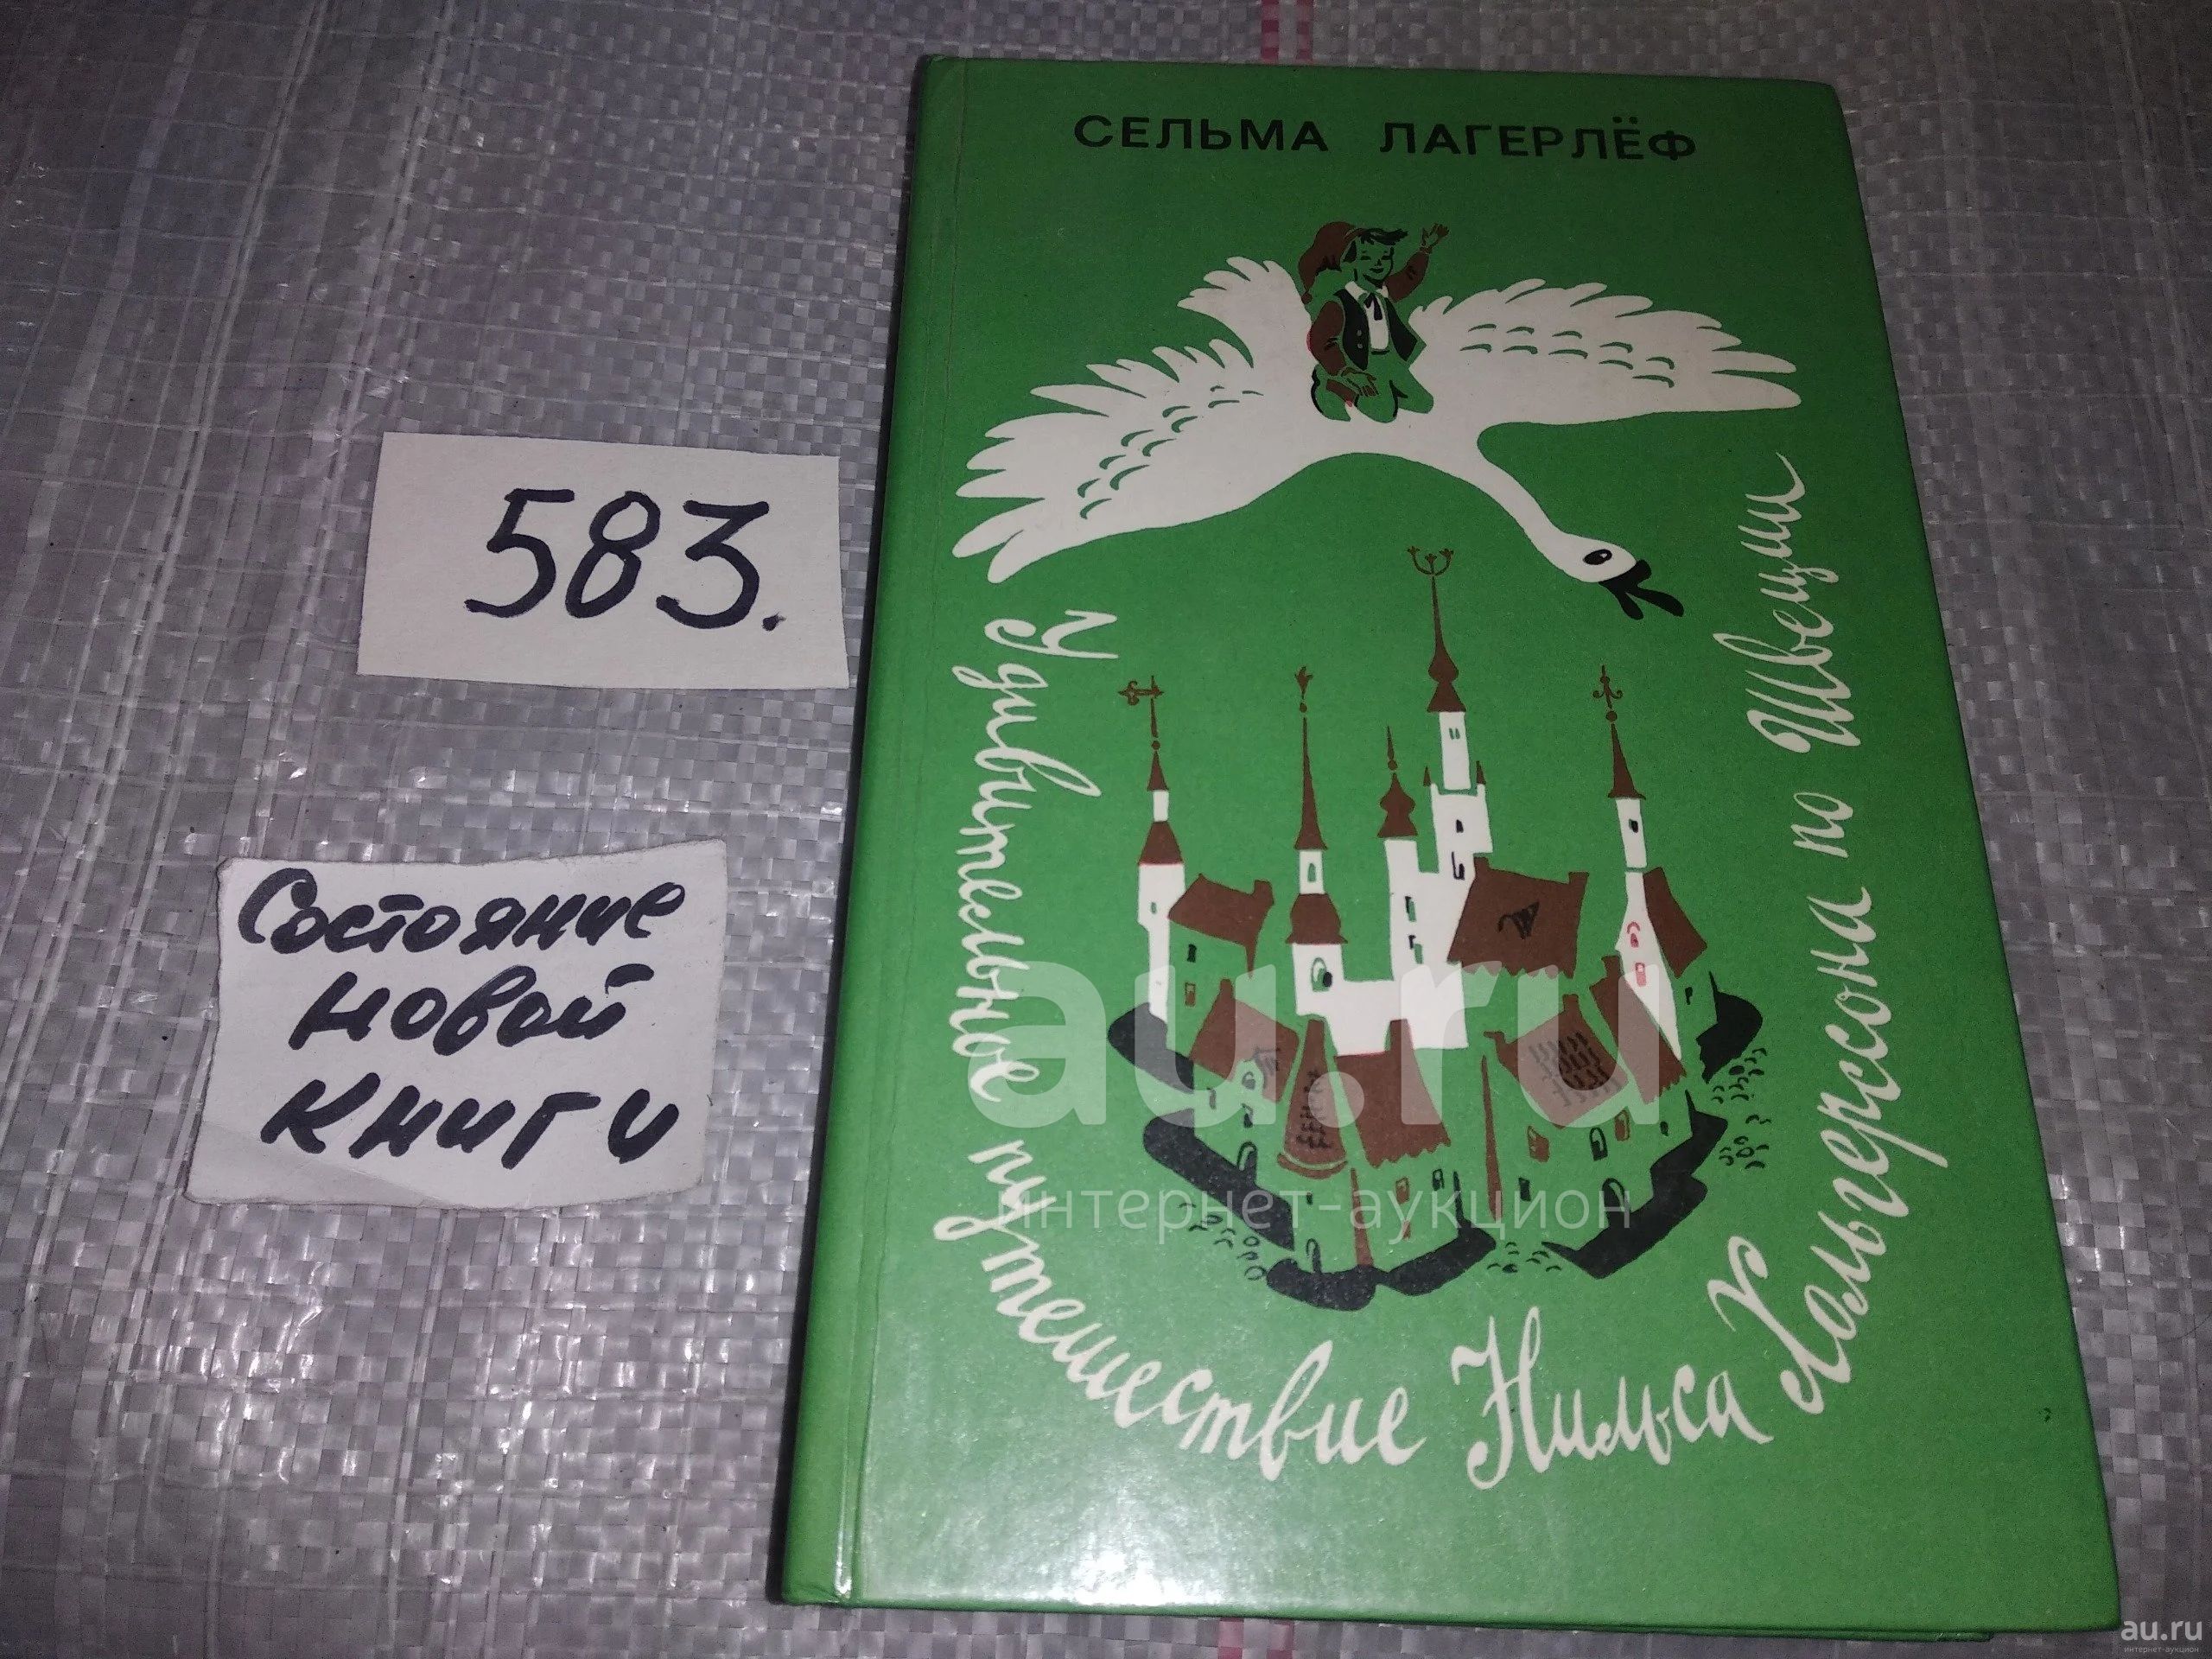 СЕЛЬМА ЛАГЕРЛЁФ
Удивительное путешествие Нильса Хольгерссона по Швеции
583.
Состояние
новой
книги
au.ru
интернет-аукцион
au.ru
интернет-аукцион